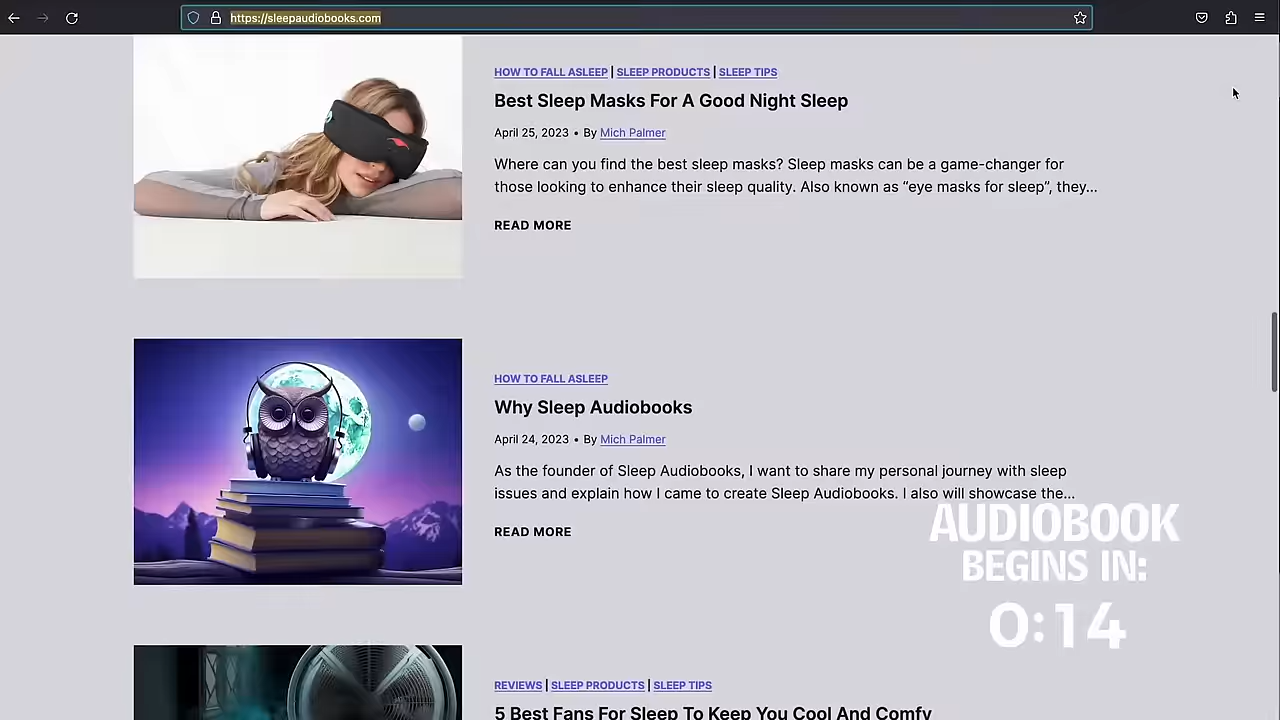 https://sleepaudiobooks.com
HOW TO FALL ASLEEP | SLEEP PRODUCTS | SLEEP TIPS
Best Sleep Masks For A Good Night Sleep
April 25, 2023 • By Mich Palmer
Where can you find the best sleep masks? Sleep masks can be a game-changer for
those looking to enhance their sleep quality. Also known as “eye masks for sleep”, they...
READ MORE
HOW TO FALL ASLEEP
Why Sleep Audiobooks
April 24, 2023 • By Mich Palmer
As the founder of Sleep Audiobooks, I want to share my personal journey with sleep
issues and explain how I came to create Sleep Audiobooks. I also will showcase the...
READ MORE
AUDIOBOOK
BEGINS IN:
0:14
REVIEWS | SLEEP PRODUCTS | SLEEP TIPS
5 Best Fans For Sleep To Keep You Cool And Comfy